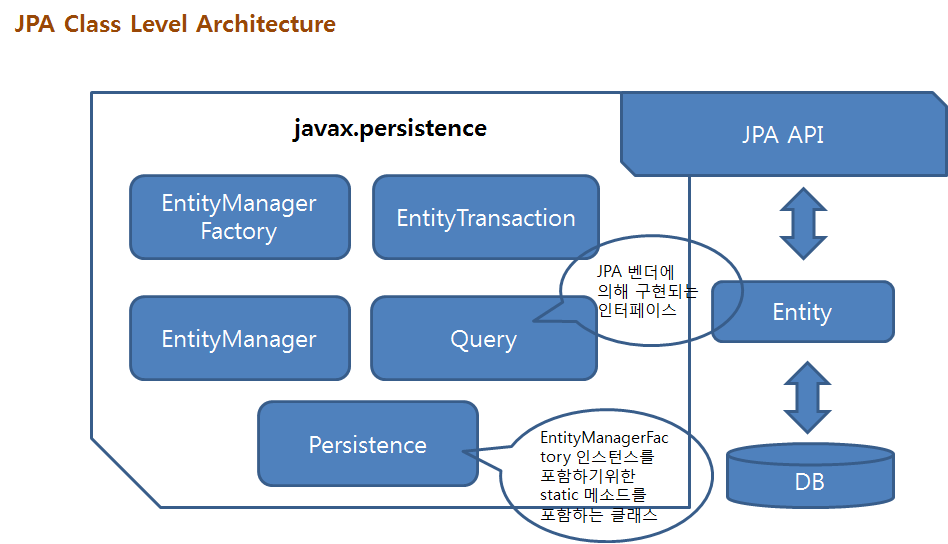 JPA Class Level Architecture
javax.persistence
JPA API
EntityManager
Factory
EntityTransaction
JPA 벤더에
의해 구현되는
인터페이스
EntityManager
Query
Entity
Persistence
EntityManagerFac
tory 인스턴스를
포함하기위한
static 메소드를
포함하는 클래스
DB